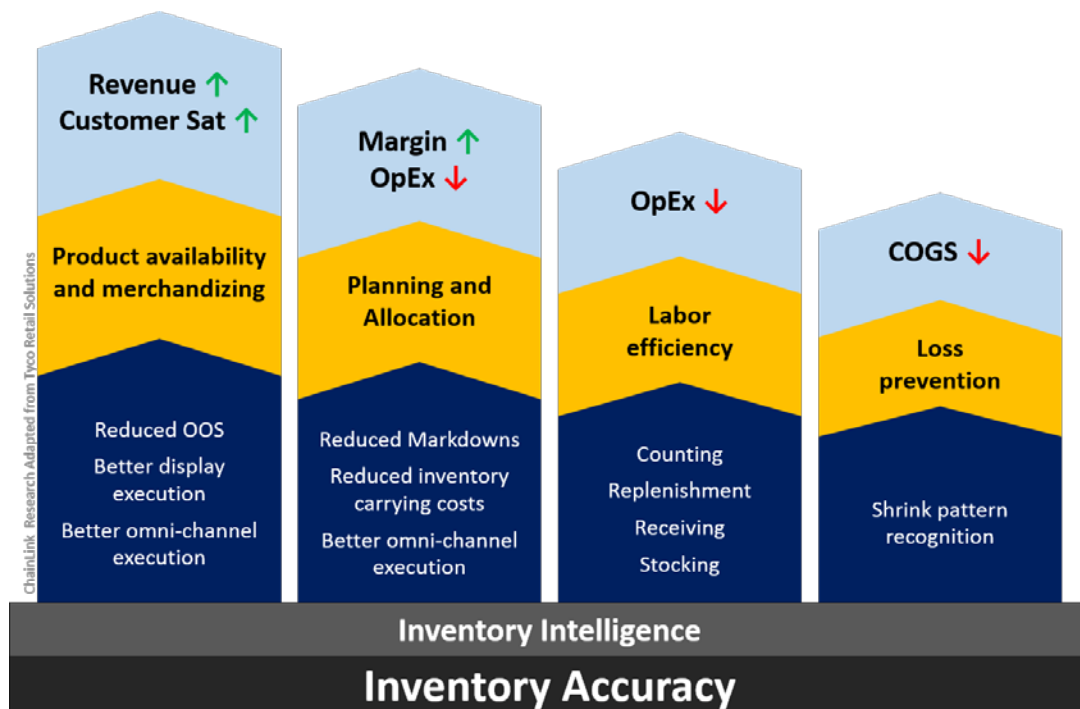 Revenue ↑
Customer Sat ↑
Product availability
and merchandizing
Reduced OOS
Better display
execution
Better omni-channel
execution
Margin ↑
OpEx ↓
Planning and
Allocation
Reduced Markdowns
Reduced inventory
carrying costs
Better omni-channel
execution
OpEx ↓
Labor
efficiency
Counting
Replenishment
Receiving
Stocking
COGS ↓
Loss
prevention
Shrink pattern
recognition
Inventory Intelligence
Inventory Accuracy
ChainLink Research Adapted from Tyco Retail Solutions